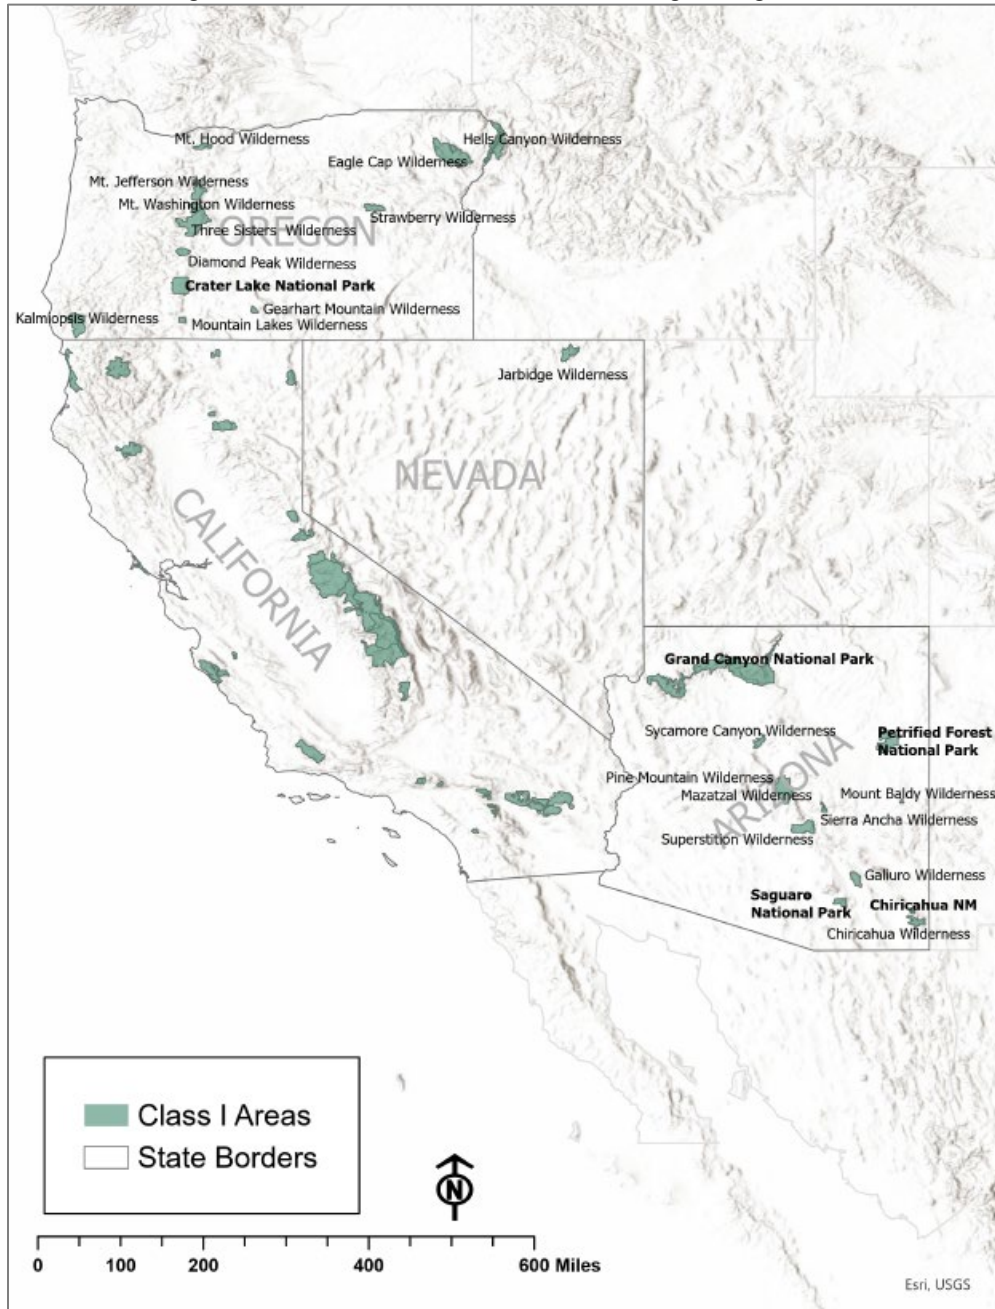 Mt. Hood Wilderness
Hells Canyon Wilderness
Eagle Cap Wilderness
Mt. Jefferson Wilderness
Mt. Washington Wilderness
Strawberry Wilderness
OREGON
Three Sisters Wilderness
Diamond Peak Wilderness
Crater Lake National Park
Gearhart Mountain Wilderness
Kalmiopsis Wilderness
Mountain Lakes Wilderness
Jarbidge Wilderness
NEVADA
CALIFORNIA
Grand Canyon National Park
Sycamore Canyon Wilderness
Petrified Forest
National Park
ARIZONA
Pine Mountain Wilderness
Mazatzal Wilderness
Mount Baldy Wilderness
Sierra Ancha Wilderness
Superstition Wilderness
Galiuro Wilderness
Saguaro
National Park
Chiricahua NM
Chiricahua Wilderness
Class I Areas
State Borders
N
0 100 200 400 600 Miles
Esri, USGS